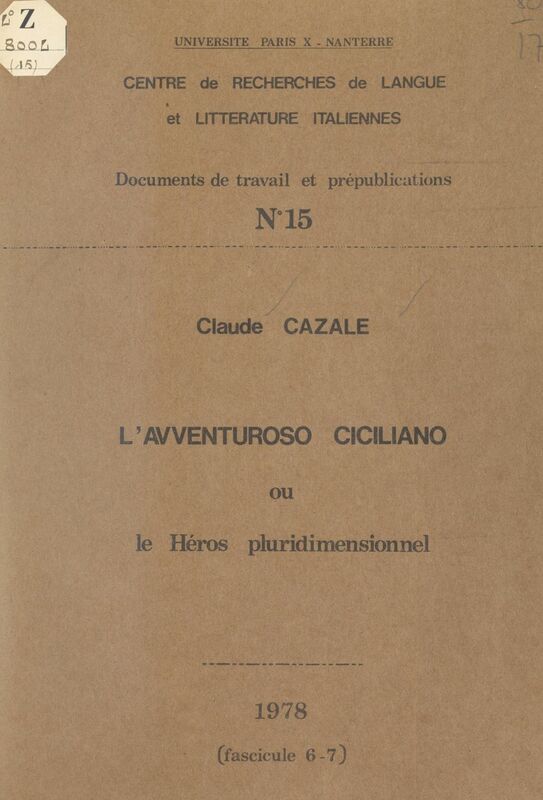 Z
8001
(15)
UNIVERSITE PARIS X - NANTERRE
CENTRE de RECHERCHES de LANGUE
et LITTERATURE ITALIENNES
Documents de travail et prépublications
N°15
Claude CAZALE
L'AVVENTUROSO CICILIANO
ou
le Héros pluridimensionnel
1978
(fascicule 6-7)